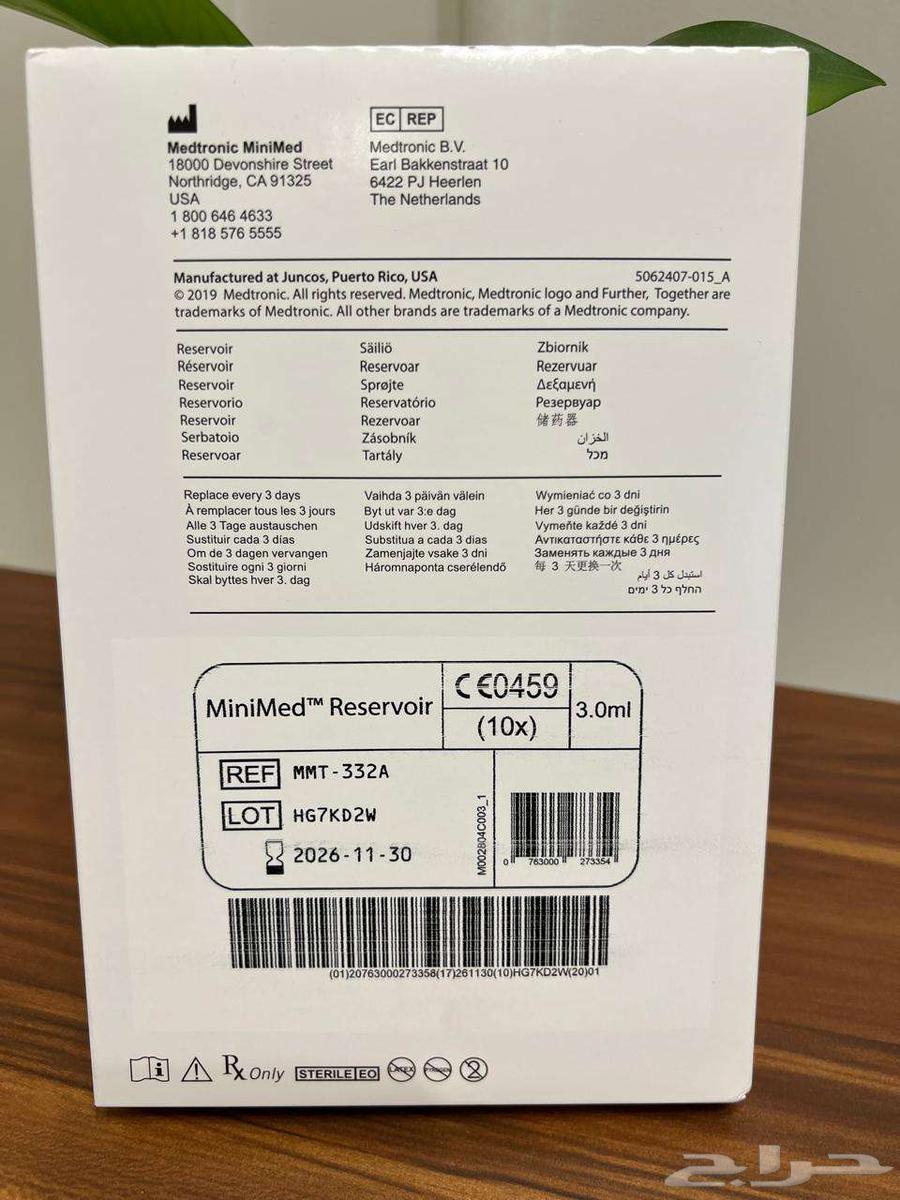 EC REP
Medtronic MiniMed
18000 Devonshire Street
Northridge, CA 91325
USA
1 800 646 4633
+1 818 576 5555
Medtronic B.V.
Earl Bakkenstraat 10
6422 PJ Heerlen
The Netherlands
Manufactured at Juncos, Puerto Rico, USA 5062407-015_A
© 2019 Medtronic. All rights reserved. Medtronic, Medtronic logo and Further, Together are
trademarks of Medtronic. All other brands are trademarks of a Medtronic company.
Reservoir
Réservoir
Reservoir
Reservorio
Reservoir
Serbatoio
Reservoar
Säiliö
Reservoar
Sprøjte
Reservatório
Rezervoar
Zásobník
Tartály
Zbiornik
Rezervuar
Δεξαμενή
Резервуар
储药器
الخزان
מכל
Replace every 3 days
À remplacer tous les 3 jours
Alle 3 Tage austauschen
Sustituir cada 3 días
Om de 3 dagen vervangen
Sostituire ogni 3 giorni
Skal byttes hver 3. dag
Vaihda 3 päivän välein
Byt ut var 3:e dag
Udskift hver 3. dag
Substitua a cada 3 dias
Zamenjajte vsake 3 dni
Háromnaponta cserélendő
Wymieniać co 3 dni
Her 3 günde bir değiştirin
Vyměňte každé 3 dni
Αντικαταστήστε κάθε 3 ημέρες
Заменять каждые 3 дня
每 3 天更换一次
استبدل كل 3 أيام
החלף כל 3 ימים
MiniMed™ Reservoir
CE0459
(10x)
3.0ml
REF MMT-332A
LOT HG7KD2W
2026-11-30
M002804C003_1
0 763000 273354
(01)20763000273358(17)261130(10)HG7KD2W(20)01
Rx Only
STERILE EO
LATEX
PYROGEN
2
حراج